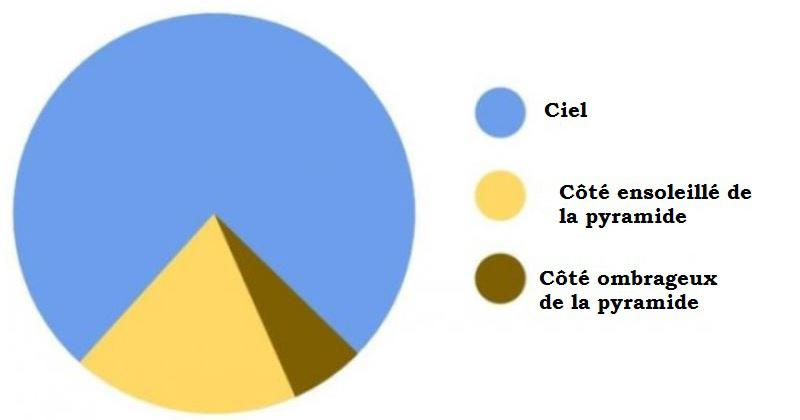 Ciel
Côté ensoleillé de
la pyramide
Côté ombrageux
de la pyramide